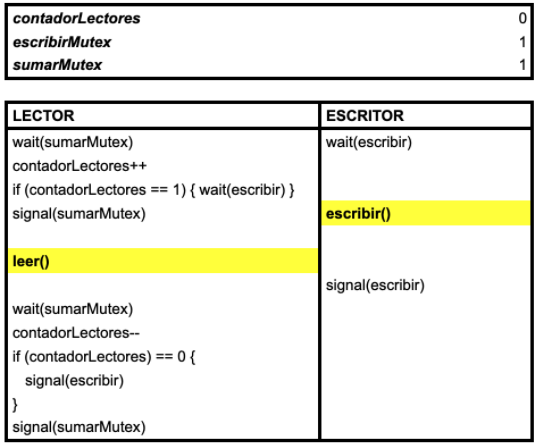 contadorLectores 0
escribirMutex 1
sumarMutex 1
LECTOR ESCRITOR
wait(sumarMutex) wait(escribir)
contadorLectores++
if (contadorLectores == 1) { wait(escribir) }
signal(sumarMutex) escribir()
leer()
signal(escribir)
wait(sumarMutex)
contadorLectores--
if (contadorLectores) == 0 {
signal(escribir)
}
signal(sumarMutex)